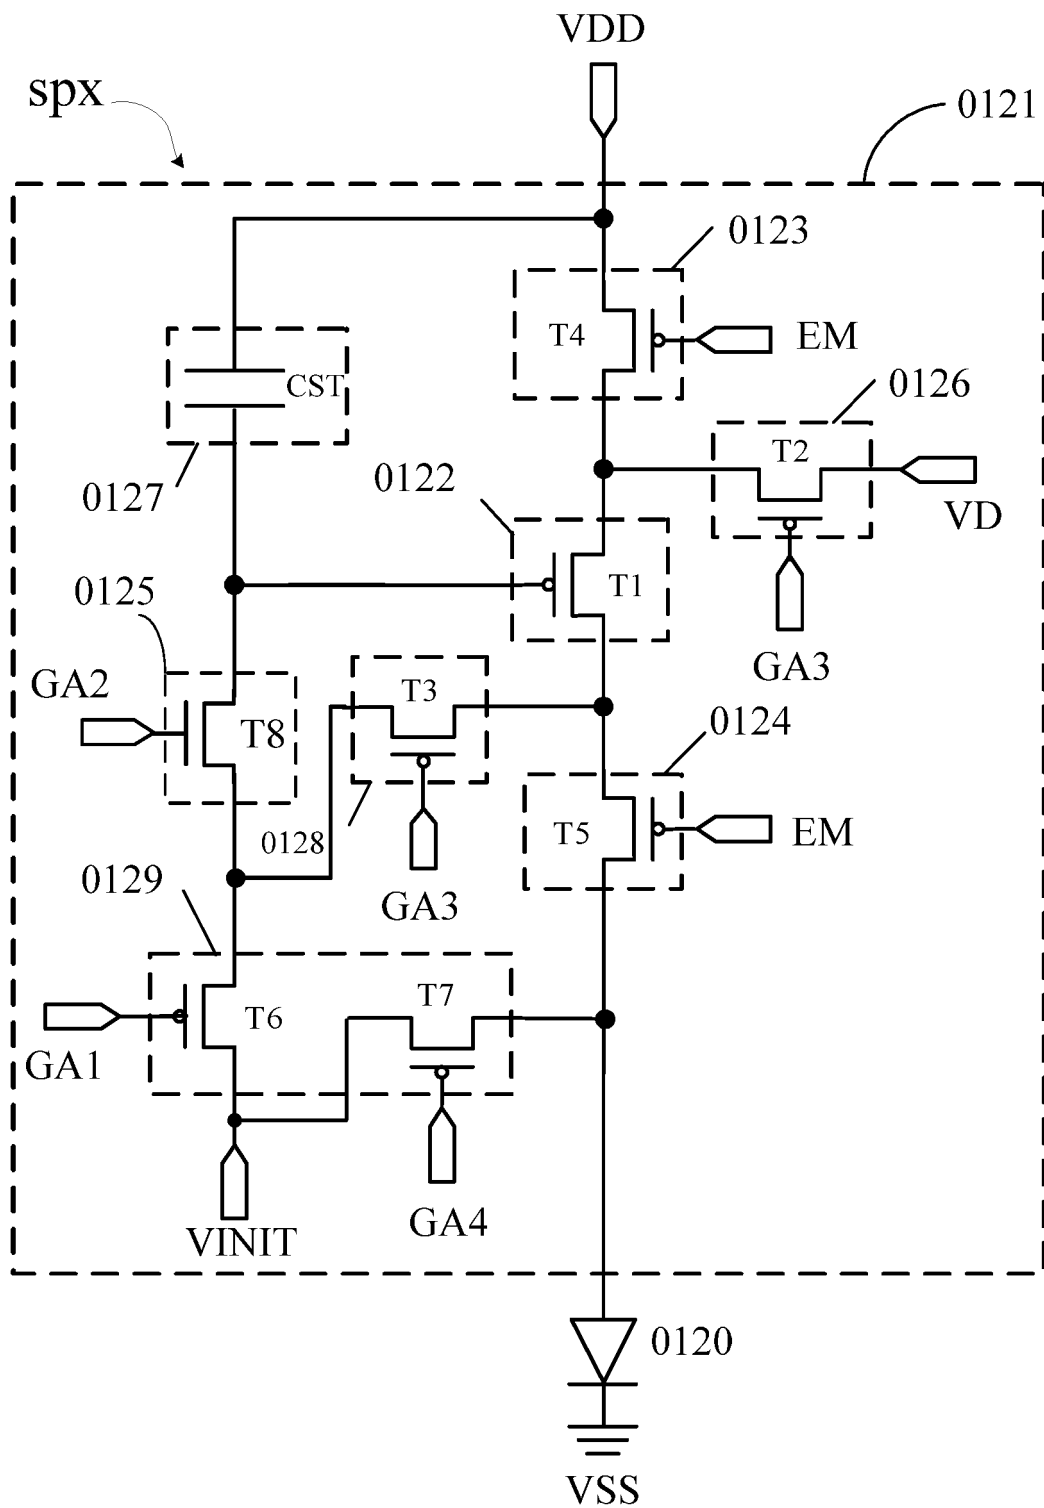 VDD
spx
0121
0123
T4
EM
CST
0126
T2
0127
0122
VD
0125
T1
GA2
T3
GA3
T8
0124
0128
T5
EM
0129
GA3
T7
T6
GA1
GA4
VINIT
0120
VSS